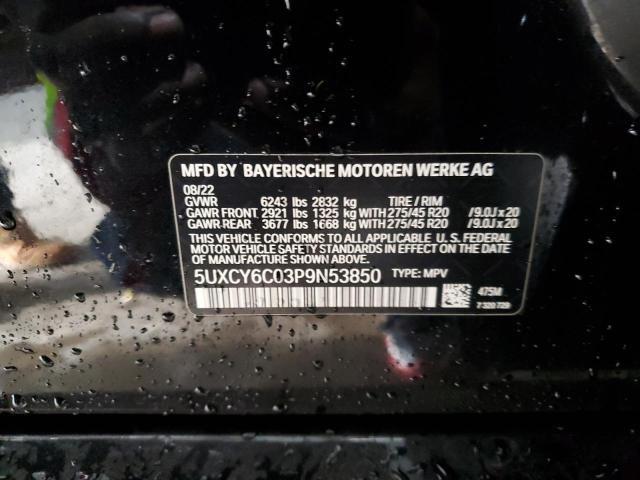 MFD BY BAYERISCHE MOTOREN WERKE AG
08/22
GVWR 6243 lbs 2832 kg TIRE / RIM
GAWR FRONT 2921 lbs 1325 kg WITH 275/45 R20 /9.0J x 20
GAWR REAR 3677 lbs 1668 kg WITH 275/45 R20 /9.0J x 20
THIS VEHICLE CONFORMS TO ALL APPLICABLE U. S. FEDERAL
MOTOR VEHICLE SAFETY STANDARDS IN EFFECT ON THE DATE
OF MANUFACTURE SHOWN ABOVE.
5UXCY6C03P9N53850 TYPE: MPV
475M
7 320 729